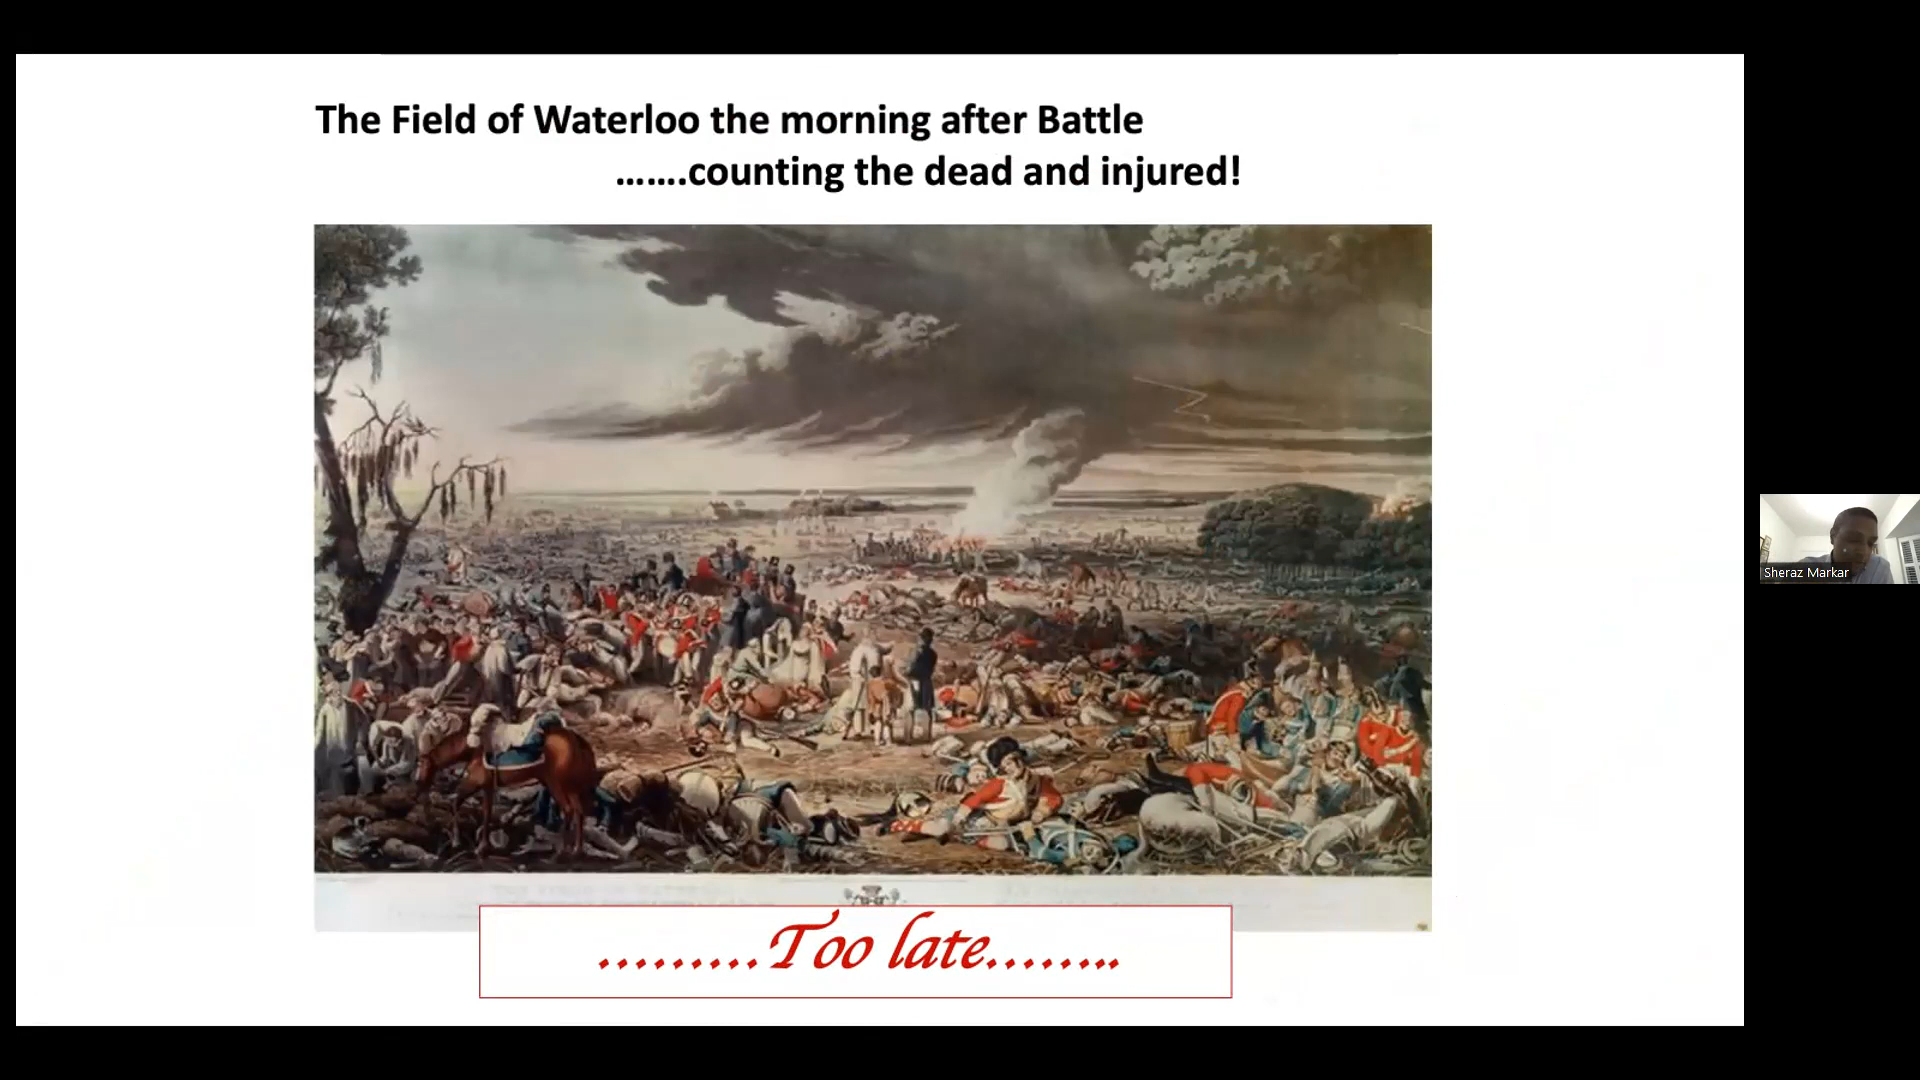 The Field of Waterloo the morning after Battle
…….counting the dead and injured!
………Too late……..
Sheraz Markar